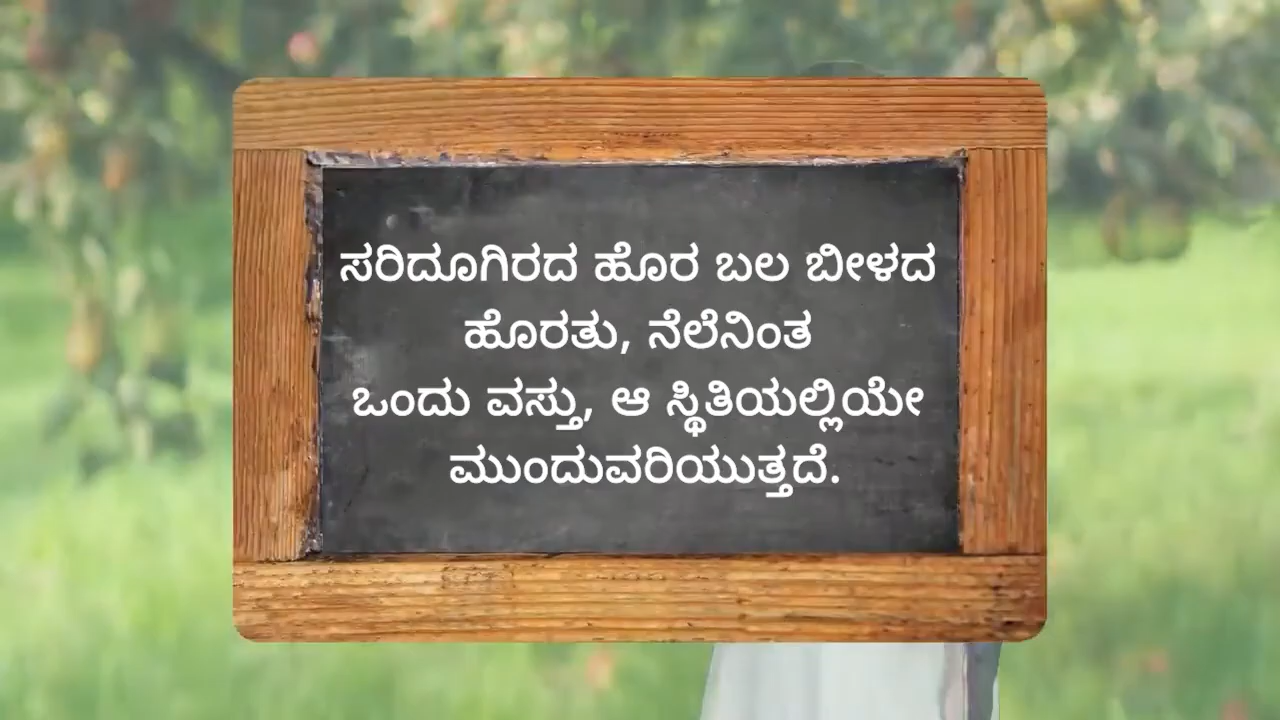 ಸರಿದೂಗಿರದ ಹೊರ ಬಲ ಬೀಳದ
ಹೊರತು, ನೆಲೆನಿಂತ
ಒಂದು ವಸ್ತು, ಆ ಸ್ಥಿತಿಯಲ್ಲಿಯೇ
ಮುಂದುವರಿಯುತ್ತದೆ.